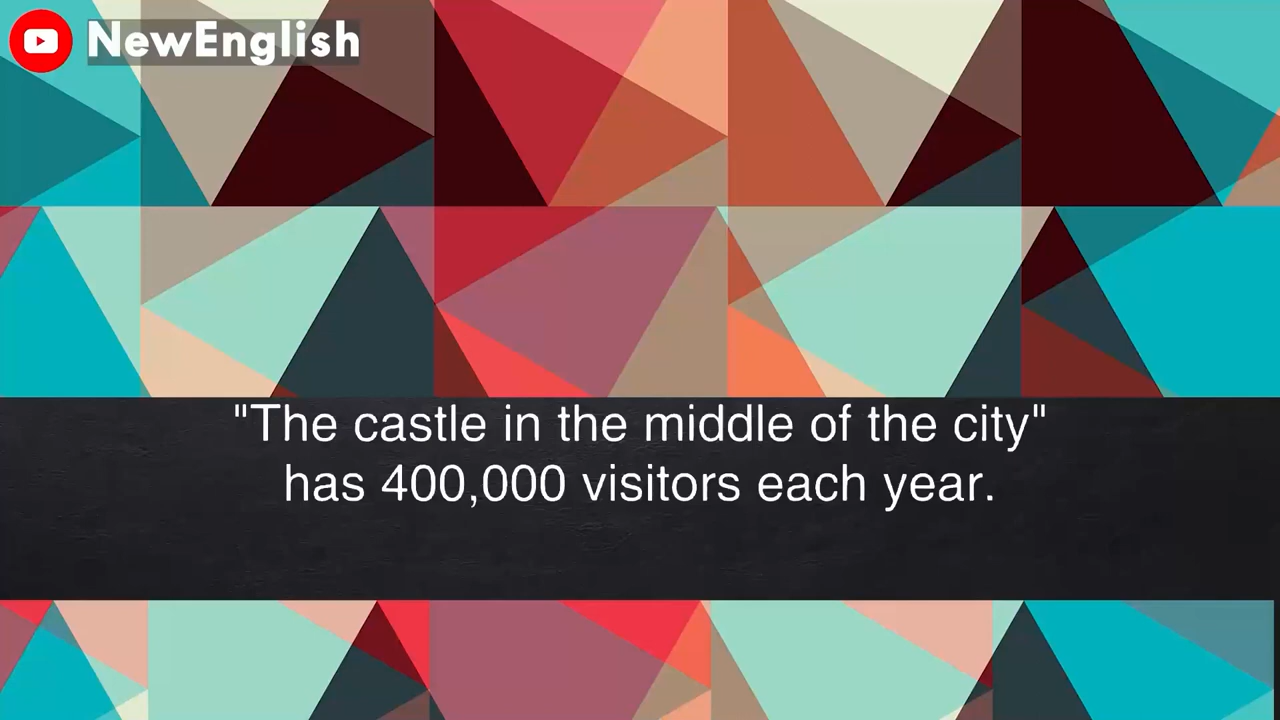 NewEnglish
"The castle in the middle of the city"
has 400,000 visitors each year.